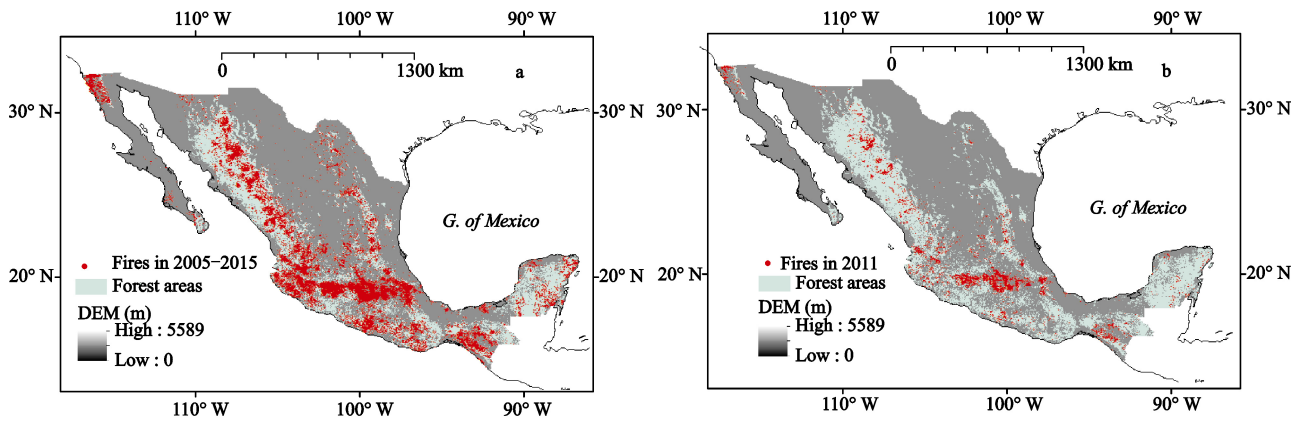 110° W 100° W 90° W
0 1300 km a
30° N 30° N
G. of Mexico
Fires in 2005−2015
20° N 20° N
Forest areas
DEM (m)
High : 5589
Low : 0
110° W 100° W 90° W
110° W 100° W 90° W
0 1300 km b
30° N
G. of Mexico
Fires in 2011
20° N
Forest areas
DEM (m)
High : 5589
Low : 0
110° W 100° W 90° W